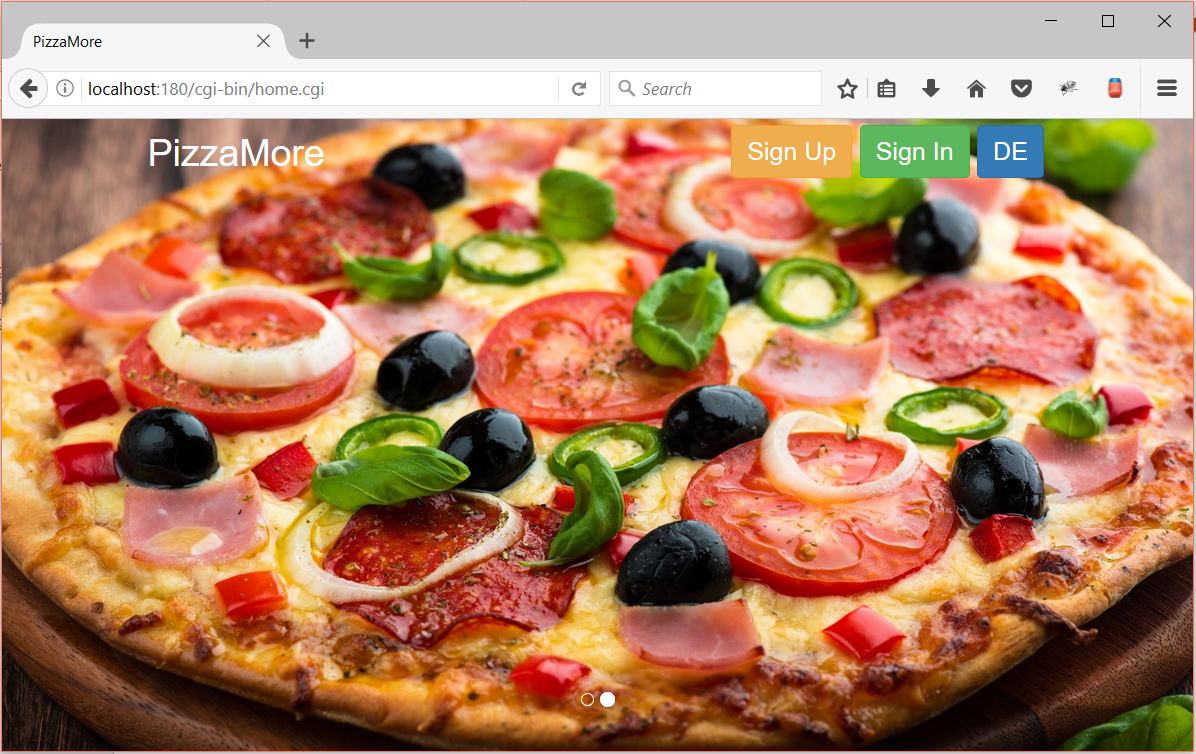 PizzaMore
localhost:180/cgi-bin/home.cgi
Search
PizzaMore
Sign Up
Sign In
DE